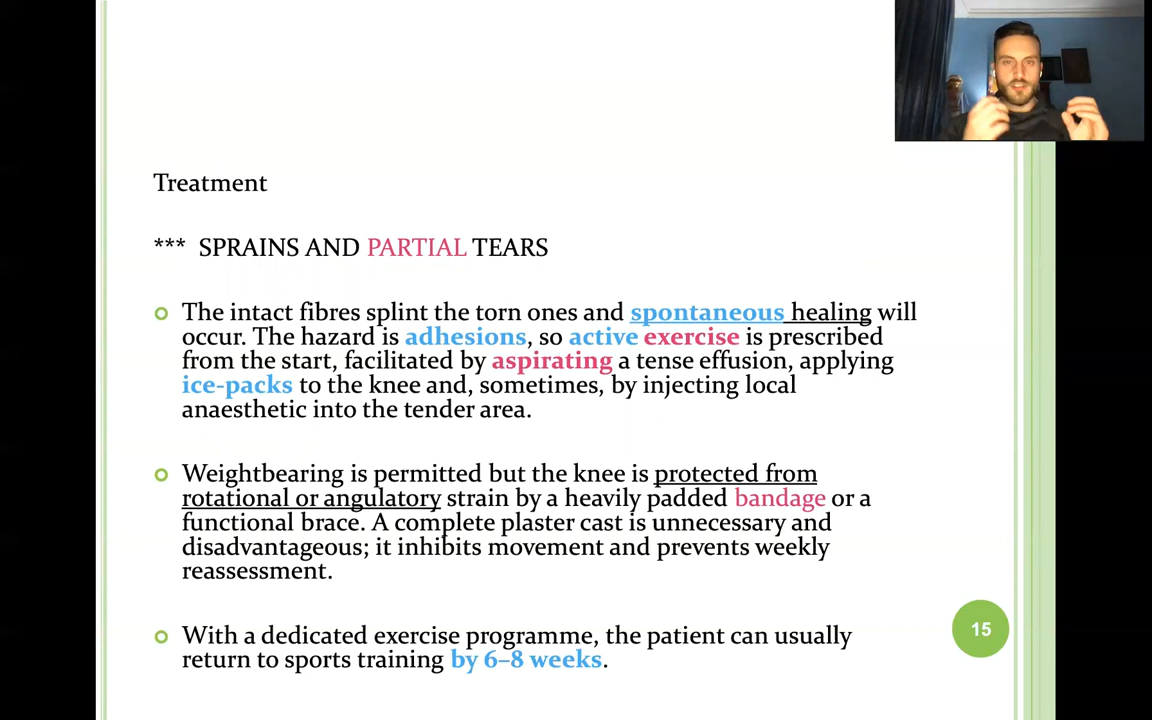 Treatment
*** SPRAINS AND PARTIAL TEARS
The intact fibres splint the torn ones and spontaneous healing will
occur. The hazard is adhesions, so active exercise is prescribed
from the start, facilitated by aspirating a tense effusion, applying
ice-packs to the knee and, sometimes, by injecting local
anaesthetic into the tender area.
Weightbearing is permitted but the knee is protected from
rotational or angulatory strain by a heavily padded bandage or a
functional brace. A complete plaster cast is unnecessary and
disadvantageous; it inhibits movement and prevents weekly
reassessment.
With a dedicated exercise programme, the patient can usually
return to sports training by 6–8 weeks.
15